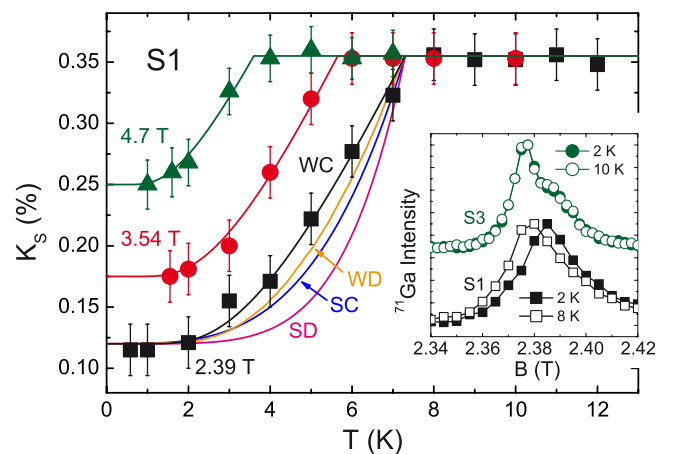 S1
0.35
0.30
0.25
0.20
0.15
0.10
K_S (%)
4.7 T
3.54 T
2.39 T
WC
WD
SC
SD
0 2 4 6 8 10 12
T (K)
2 K
10 K
S3
S1
2 K
8 K
⁷¹Ga Intensity
2.34 2.36 2.38 2.40 2.42
B (T)